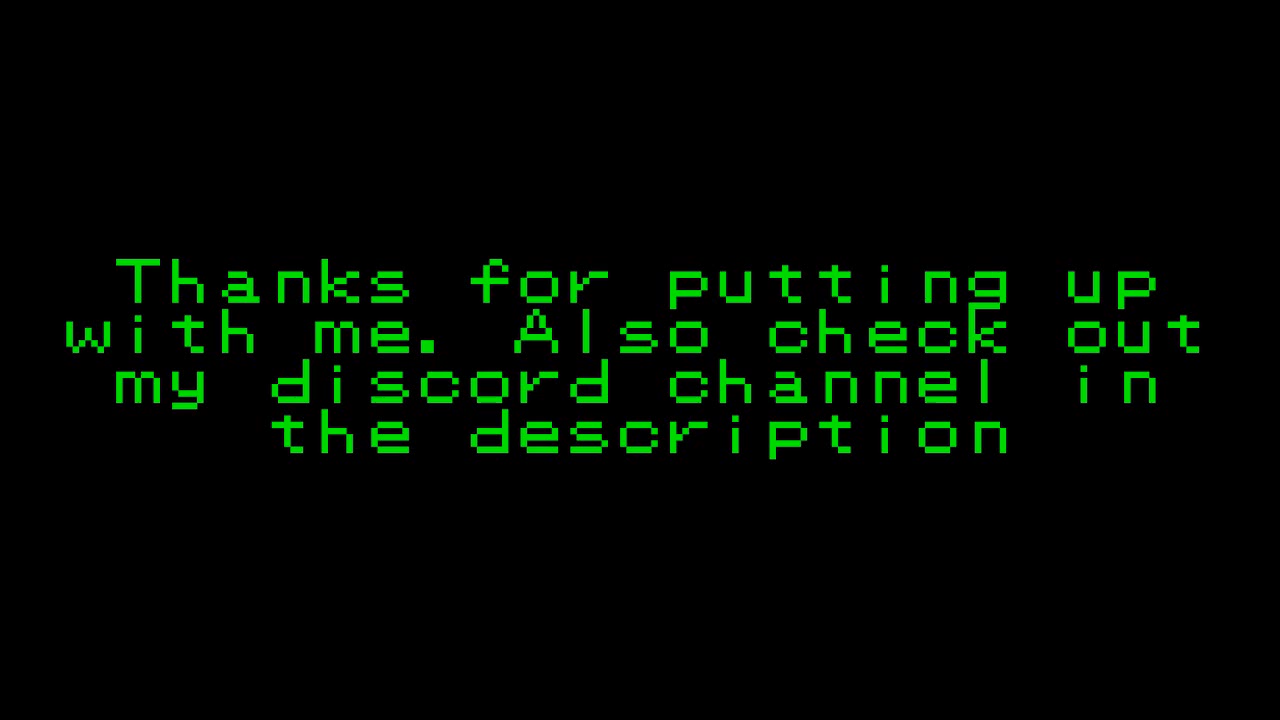 Thanks for putting up
with me. Also check out
my discord channel in
the description